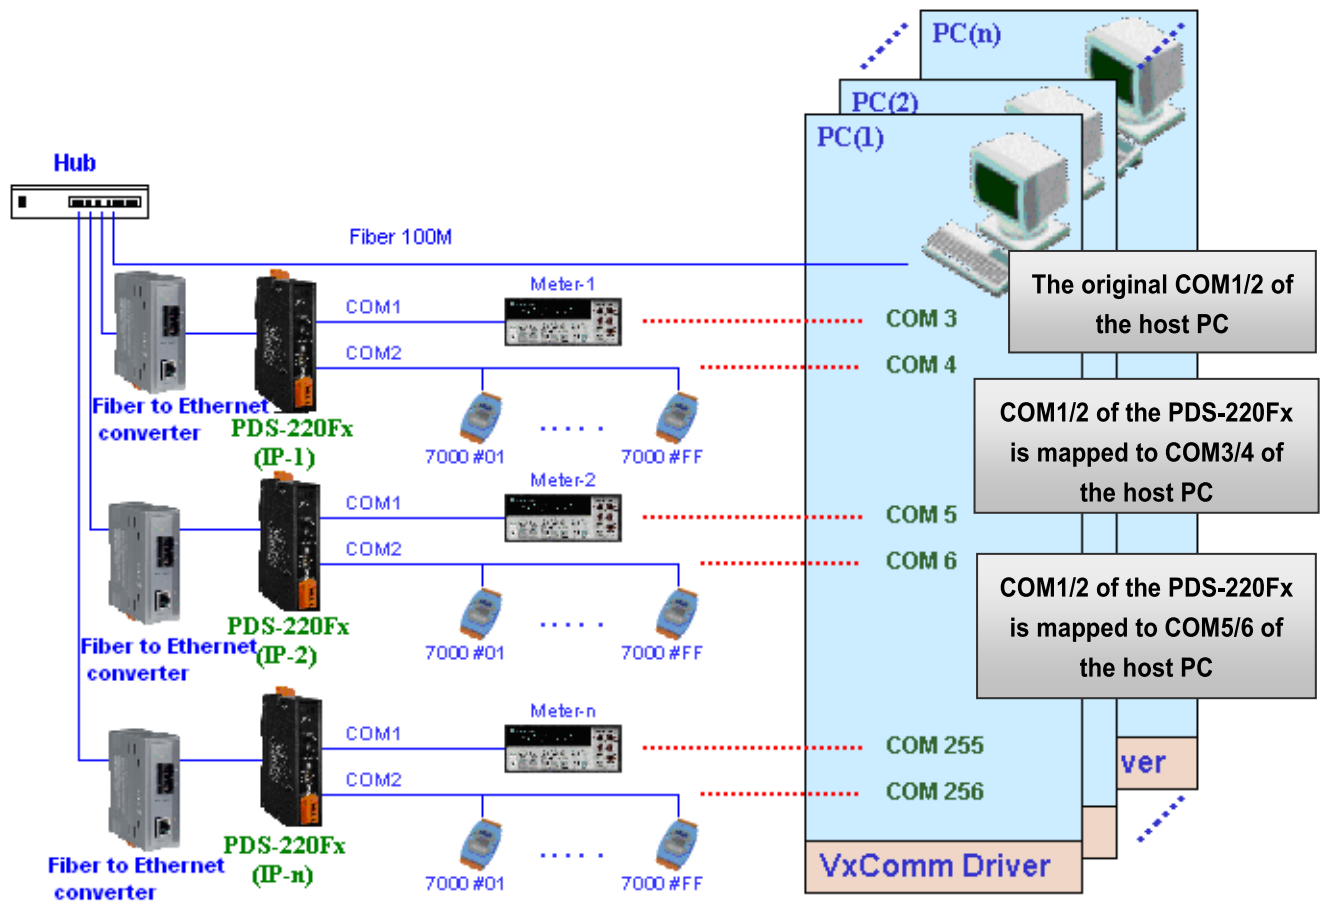 PC(n)
PC(2)
PC(1)
Hub
Fiber 100M
The original COM1/2 of
the host PC
Meter-1
COM1
COM 3
COM2
COM 4
Fiber to Ethernet
converter
PDS-220Fx
(IP-1)
7000 #01
. . . . .
7000 #FF
COM1/2 of the PDS-220Fx
is mapped to COM3/4 of
the host PC
Meter-2
COM1
COM 5
COM2
COM 6
Fiber to Ethernet
converter
PDS-220Fx
(IP-2)
7000 #01
. . . . .
7000 #FF
COM1/2 of the PDS-220Fx
is mapped to COM5/6 of
the host PC
Meter-n
COM1
COM 255
COM2
COM 256
Fiber to Ethernet
converter
PDS-220Fx
(IP-n)
7000 #01
. . . . .
7000 #FF
ver
VxComm Driver